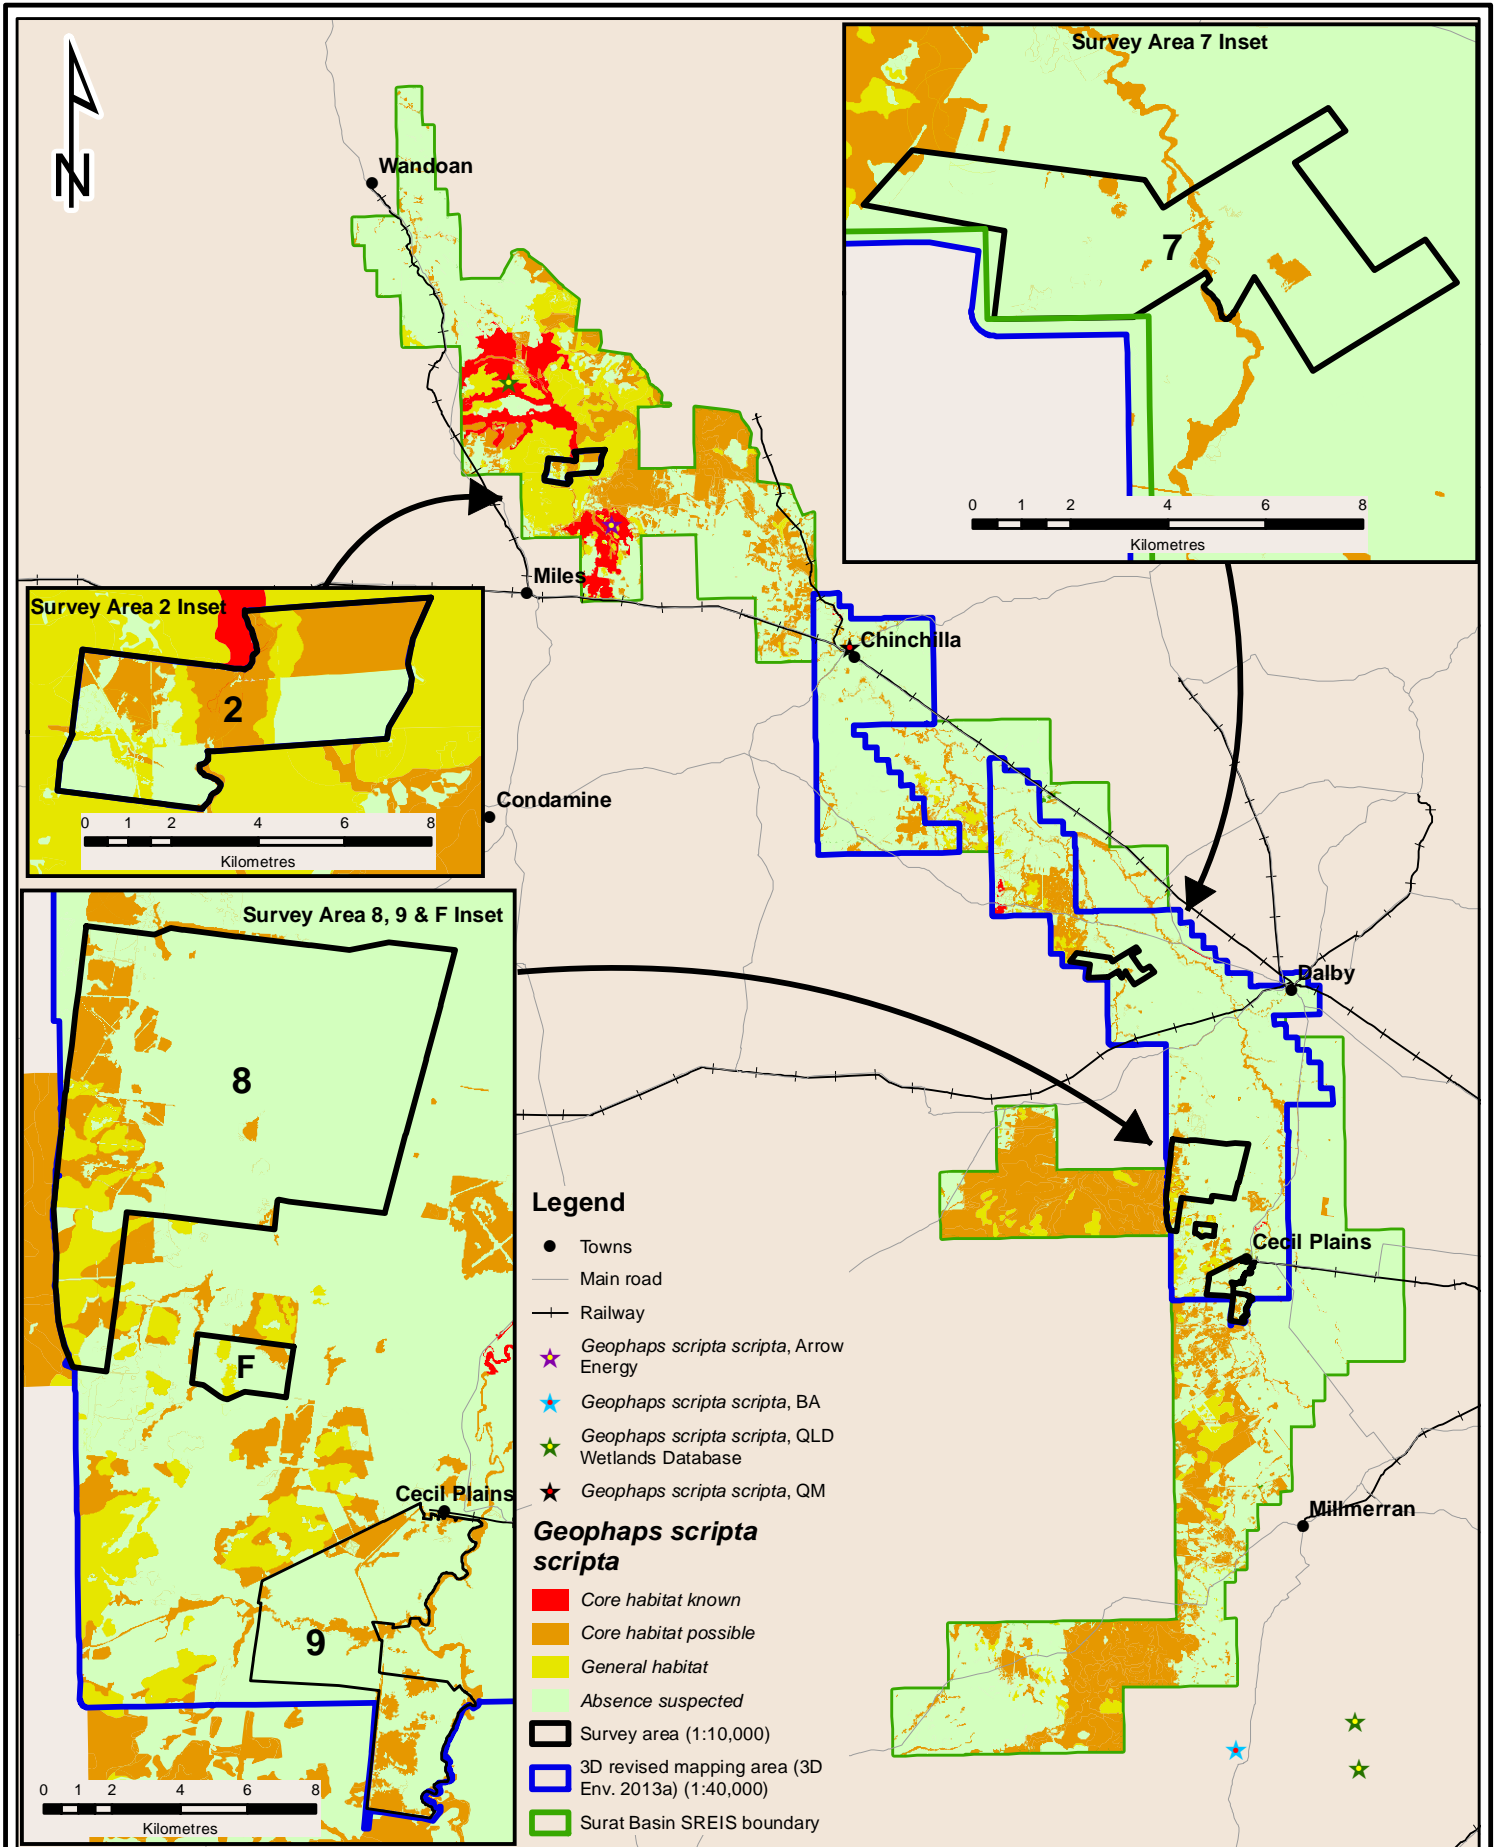 N
Wandoan
Survey Area 7 Inset
7
0 1 2 4 6 8
Kilometres
Miles
Survey Area 2 Inset
2
0 1 2 4 6 8
Kilometres
Chinchilla
Condamine
Survey Area 8, 9 & F Inset
8
F
Cecil Plains
9
0 1 2 4 6 8
Kilometres
Dalby
Cecil Plains
Millmerran
Legend
Towns
Main road
Railway
Geophaps scripta scripta, Arrow
Energy
Geophaps scripta scripta, BA
Geophaps scripta scripta, QLD
Wetlands Database
Geophaps scripta scripta, QM
Geophaps scripta
scripta
Core habitat known
Core habitat possible
General habitat
Absence suspected
Survey area (1:10,000)
3D revised mapping area (3D
Env. 2013a) (1:40,000)
Surat Basin SREIS boundary